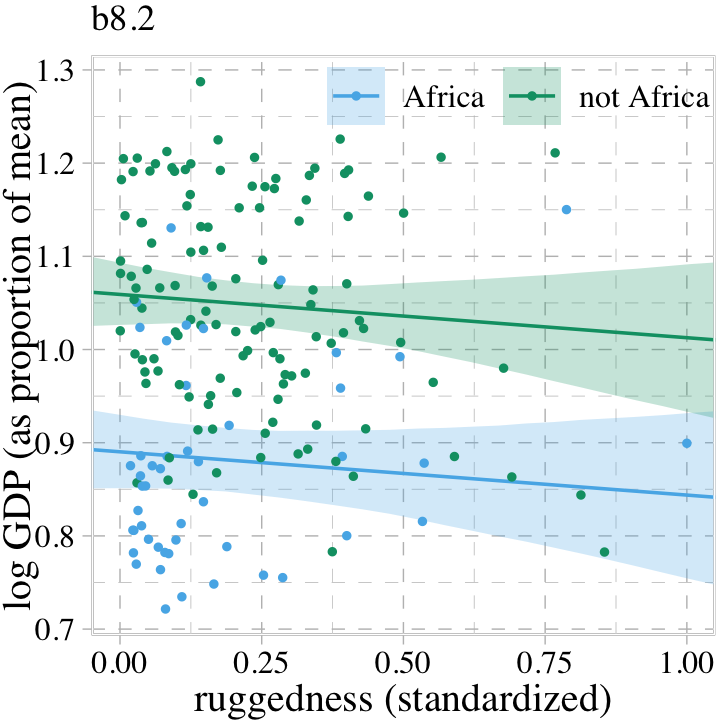 b8.2
Africa
not Africa
log GDP (as proportion of mean)
1.3
1.2
1.1
1.0
0.9
0.8
0.7
0.00 0.25 0.50 0.75 1.00
ruggedness (standardized)